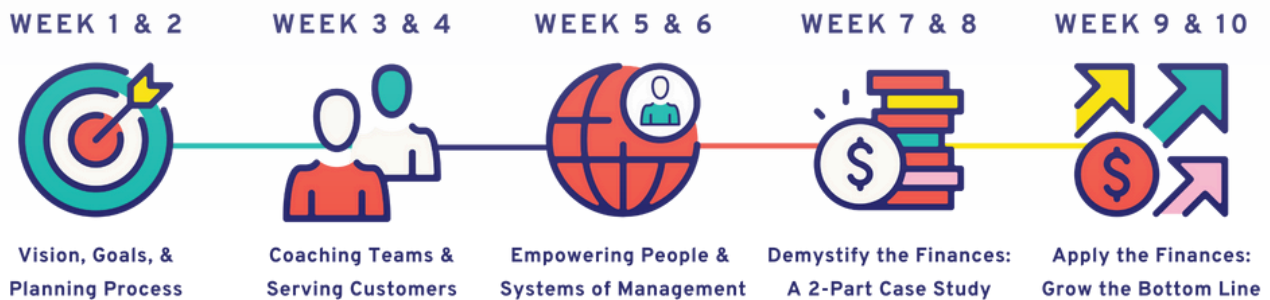 WEEK 1 & 2
WEEK 3 & 4
WEEK 5 & 6
WEEK 7 & 8
WEEK 9 & 10
$
$
Vision, Goals, &
Planning Process
Coaching Teams &
Serving Customers
Empowering People &
Systems of Management
Demystify the Finances:
A 2-Part Case Study
Apply the Finances:
Grow the Bottom Line